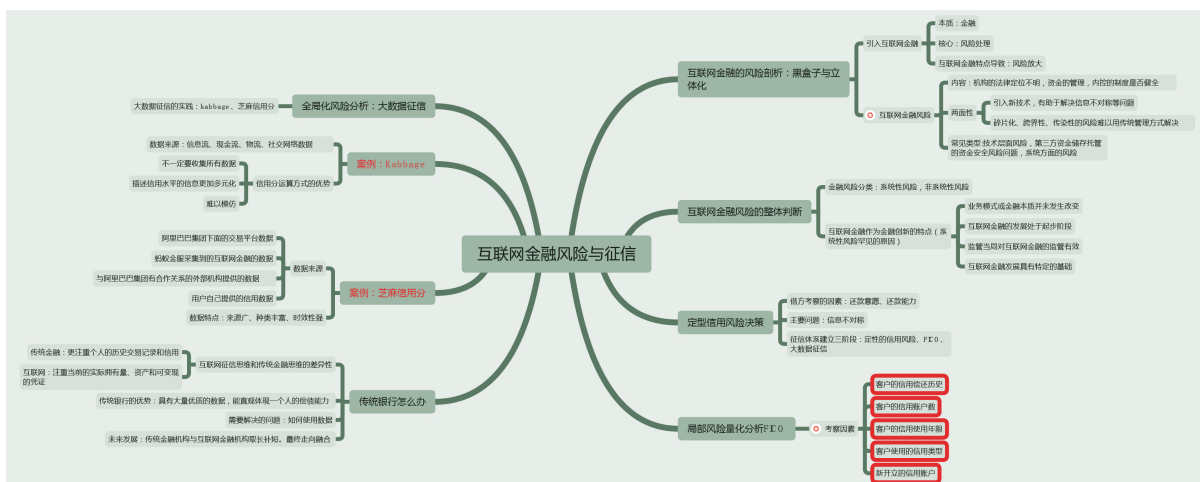 互联网金融风险与征信
互联网金融的风险剖析：黑盒子与立
体化
引入互联网金融
本质：金融
核心：风险处理
互联网金融特点导致：风险放大
互联网金融风险
内容：机构的法律定位不明，资金的管理，内控的制度是否健全
两面性
引入新技术，有助于解决信息不对称等问题
碎片化、跨界性、传染性的风险难以用传统管理方式解决
常见类型:技术层面风险，第三方资金储存托管
的资金安全风险问题，系统方面的风险
互联网金融风险的整体判断
金融风险分类：系统性风险，非系统性风险
互联网金融作为金融创新的特点（系
统性风险罕见的原因）
业务模式或金融本质并未发生改变
互联网金融的发展处于起步阶段
监管当局对互联网金融的监管有效
互联网金融发展具有特定的基础
定型信用风险决策
借方考察的因素：还款意愿、还款能力
主要问题：信息不对称
征信体系建立三阶段：定性的信用风险、FICO、
大数据征信
局部风险量化分析FICO
考察因素
客户的信用偿还历史
客户的信用账户数
客户的信用使用年限
客户使用的信用类型
新开立的信用账户
全局化风险分析：大数据征信
大数据征信的实践：kabbage、芝麻信用分
案例：Kabbage
数据来源：信息流、现金流、物流、社交网络数据
信用分运算方式的优势
不一定要收集所有数据
描述信用水平的信息更加多元化
难以模仿
案例：芝麻信用分
数据来源
阿里巴巴集团下面的交易平台数据
蚂蚁金服采集到的互联网金融的数据
与阿里巴巴集团有合作关系的外部机构提供的数据
用户自己提供的信用数据
数据特点：来源广、种类丰富、时效性强
传统银行怎么办
互联网征信思维和传统金融思维的差异性
传统金融：更注重个人的历史交易记录和信用
互联网：注重当前的实际拥有量、资产和可变现
的凭证
传统银行的优势：具有大量优质的数据，能直观体现一个人的偿债能力
需要解决的问题：如何使用数据
未来发展：传统金融机构与互联网金融机构取长补短。最终走向融合